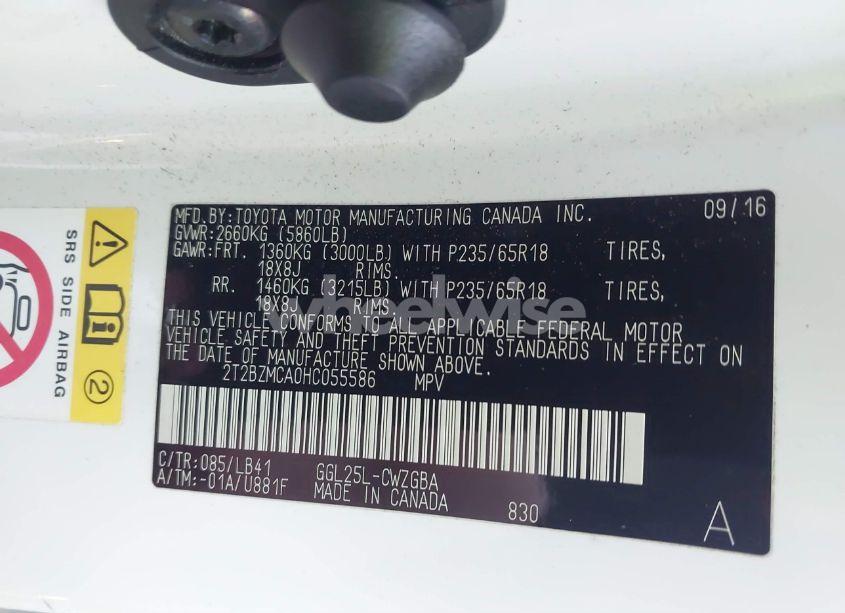 MFD.BY:TOYOTA MOTOR MANUFACTURING CANADA INC. 09/16
GVWR:2660KG (5860LB)
GAWR:FRT. 1360KG (3000LB) WITH P235/65R18 TIRES,
18X8J RIMS.
RR. 1460KG (3215LB) WITH P235/65R18 TIRES,
18X8J RIMS.
wheelwise
THIS VEHICLE CONFORMS TO ALL APPLICABLE FEDERAL MOTOR
VEHICLE SAFETY AND THEFT PREVENTION STANDARDS IN EFFECT ON
THE DATE OF MANUFACTURE SHOWN ABOVE.
2T2BZMCA0HC055586 MPV
C/TR:085/LB41 GGL25L-CWZGBA
A/TM:-01A/U881F MADE IN CANADA 830
A
SRS SIDE AIRBAG
2